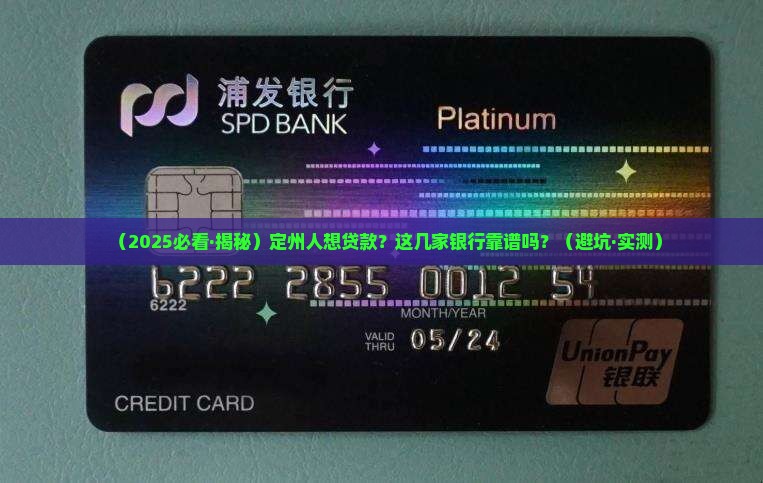 浦发银行
SPD BANK
Platinum
（2025必看·揭秘）定州人想贷款？这几家银行靠谱吗？（避坑·实测）
6222 2855 0012 54
6222
MONTH/YEAR
VALID
THRU
05/24
UnionPay
银联
CREDIT CARD